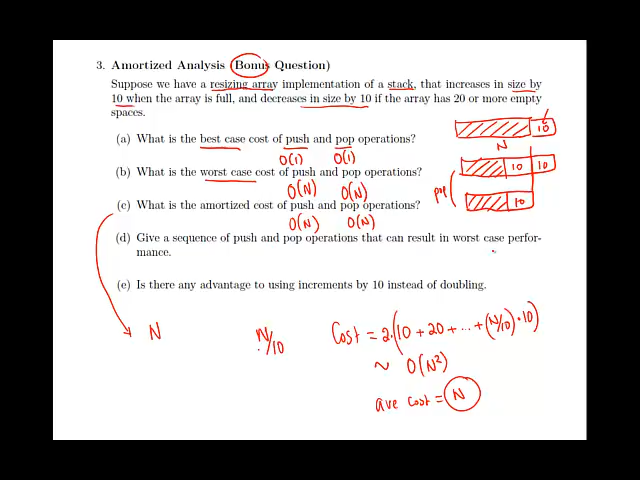 3. Amortized Analysis (Bonus Question)
Suppose we have a resizing array implementation of a stack, that increases in size by
10 when the array is full, and decreases in size by 10 if the array has 20 or more empty
spaces.
10
(a) What is the best case cost of push and pop operations?
O(1) O(1)
N
(b) What is the worst case cost of push and pop operations?
10 10
O(N) O(N)
pop
(c) What is the amortized cost of push and pop operations?
10
O(N) O(N)
(d) Give a sequence of push and pop operations that can result in worst case perfor-
mance.
(e) Is there any advantage to using increments by 10 instead of doubling.
N N/10 Cost = 2·(10 + 20 + ... + (N/10)·10)
~ O(N²)
ave cost = N